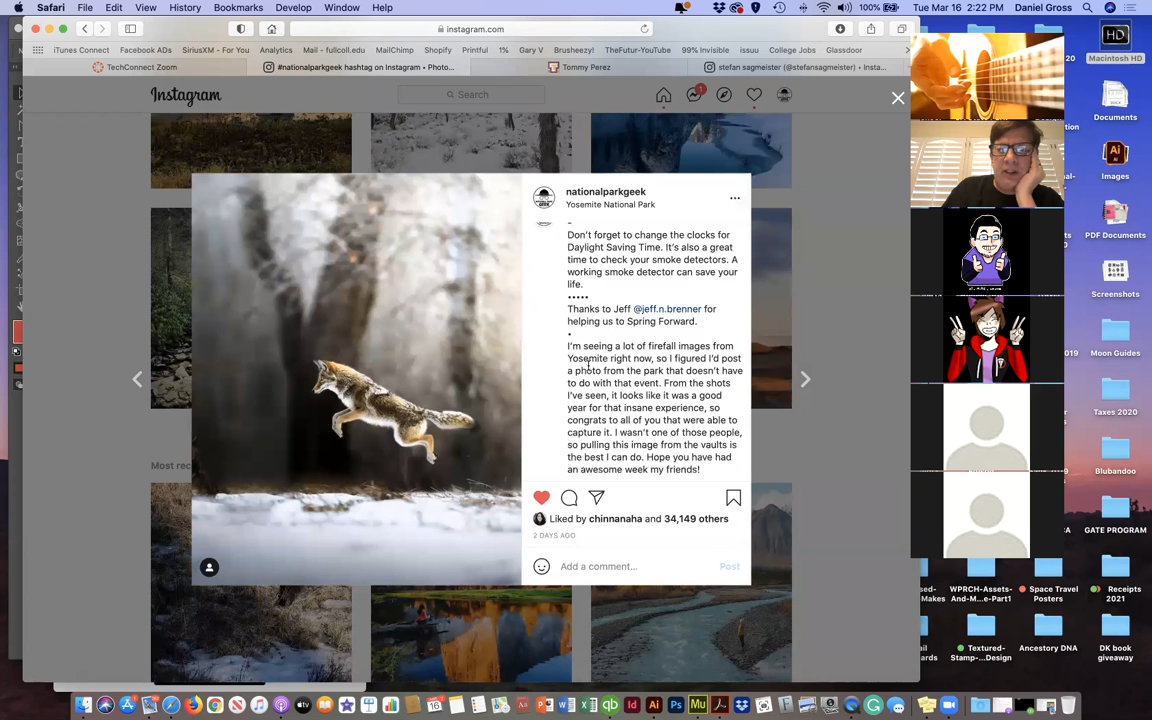 Safari File Edit View History Bookmarks Develop Window Help
100% Tue Mar 16 2:22 PM Daniel Gross
instagram.com
iTunes Connect Facebook ADs SiriusXM - For You Analytics Mail - fullcoll.edu MailChimp Shopify Printful 1% Gary V Brusheezy! TheFutur-YouTube 99% Invisible issuu College Jobs Glassdoor
TechConnect Zoom
#nationalparkgeek hashtag on Instagram • Photo...
Tommy Perez
stefan sagmeister (@stefansagmeister) • Insta...
Instagram
Search
1
nationalparkgeek
Yosemite National Park
Don't forget to change the clocks for
Daylight Saving Time. It's also a great
time to check your smoke detectors. A
working smoke detector can save your
life.
•••••
Thanks to Jeff @jeff.n.brenner for
helping us to Spring Forward.
•
I'm seeing a lot of firefall images from
Yosemite right now, so I figured I'd post
a photo from the park that doesn't have
to do with that event. From the shots
I've seen, it looks like it was a good
year for that insane experience, so
congrats to all of you that were able to
capture it. I wasn't one of those people,
so pulling this image from the vaults is
the best I can do. Hope you have had
an awesome week my friends!
Liked by chinnanaha and 34,149 others
2 DAYS AGO
Add a comment...
Post
Most rec
HD
Macintosh HD
Documents
Ai
Images
PDF Documents
Screenshots
Moon Guides
Taxes 2020
Blubandoo
GATE PROGRAM
WPRCH-Assets-
And-M...e-Part1
Space Travel
Posters
Receipts
2021
Textured-
Stamp-...Design
Ancestory DNA
DK book
giveaway